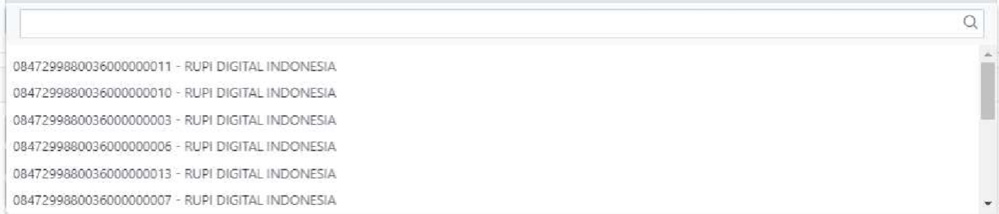 0847299880036000000011 - RUPI DIGITAL INDONESIA
0847299880036000000010 - RUPI DIGITAL INDONESIA
0847299880036000000003 - RUPI DIGITAL INDONESIA
0847299880036000000006 - RUPI DIGITAL INDONESIA
0847299880036000000013 - RUPI DIGITAL INDONESIA
0847299880036000000007 - RUPI DIGITAL INDONESIA